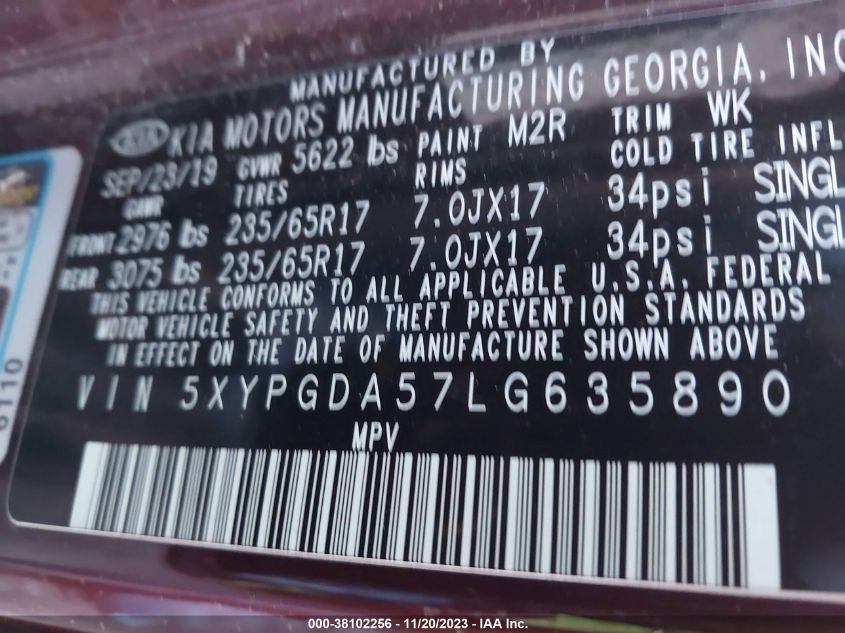 MANUFACTURED BY
KIA KIA MOTORS MANUFACTURING GEORGIA, INC
SEP/23/19 GVWR 5622 lbs PAINT M2R TRIM WK
GAWR TIRES RIMS COLD TIRE INFL
FRONT 2976 lbs 235/65R17 7.0JX17 34psi SINGL
REAR 3075 lbs 235/65R17 7.0JX17 34psi SINGL
THIS VEHICLE CONFORMS TO ALL APPLICABLE U.S.A. FEDERAL
MOTOR VEHICLE SAFETY AND THEFT PREVENTION STANDARDS
IN EFFECT ON THE DATE OF MANUFACTURE SHOWN ABOVE
VIN 5XYPGDA57LG635890
MPV
6110
000-38102256 - 11/20/2023 - IAA Inc.